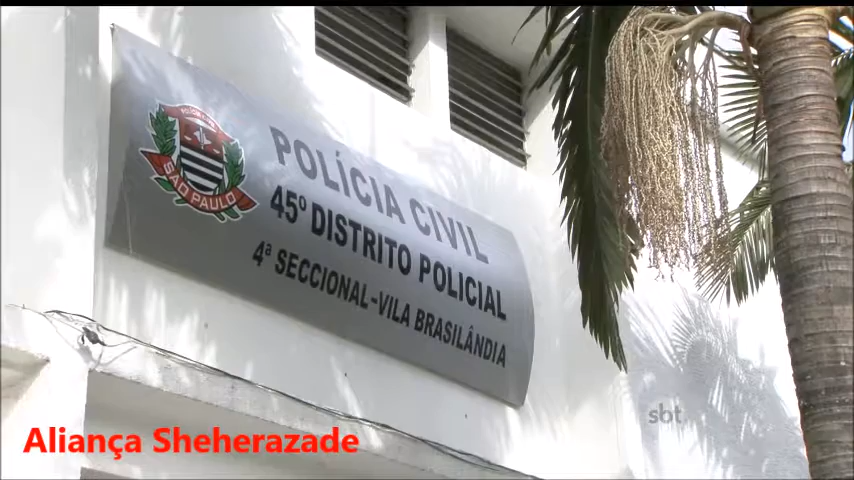 POLÍCIA CIVIL
45º DISTRITO POLICIAL
4ª SECCIONAL-VILA BRASILÂNDIA
SÃO PAULO
sbt
Aliança Sheherazade